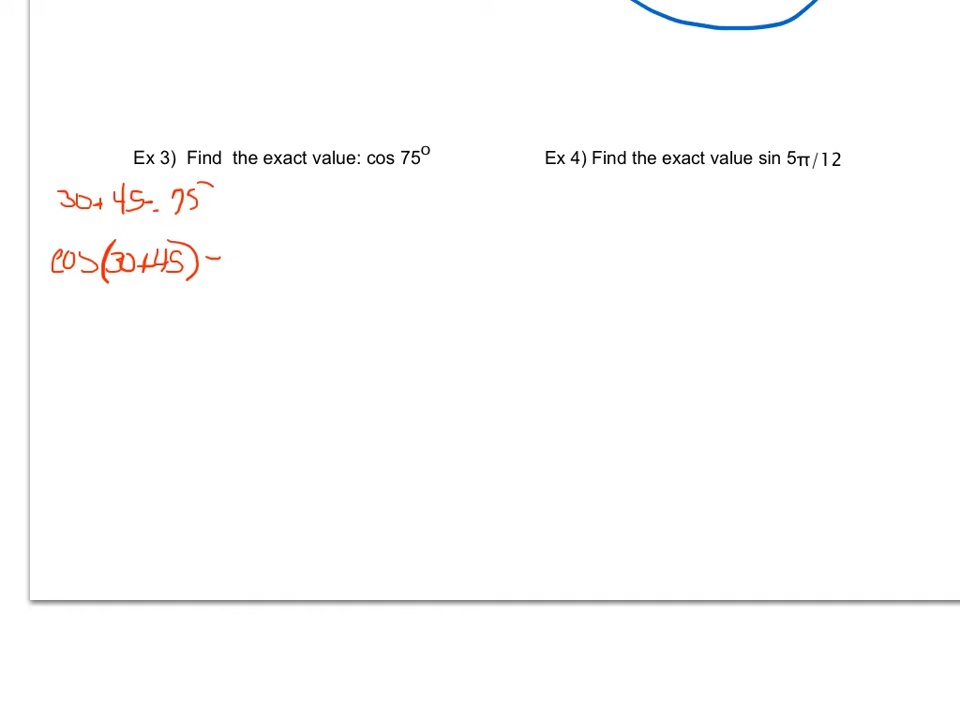 Ex 3) Find the exact value: cos 75°
Ex 4) Find the exact value sin 5π/12
30+ 45= 75
cos(30+45) =